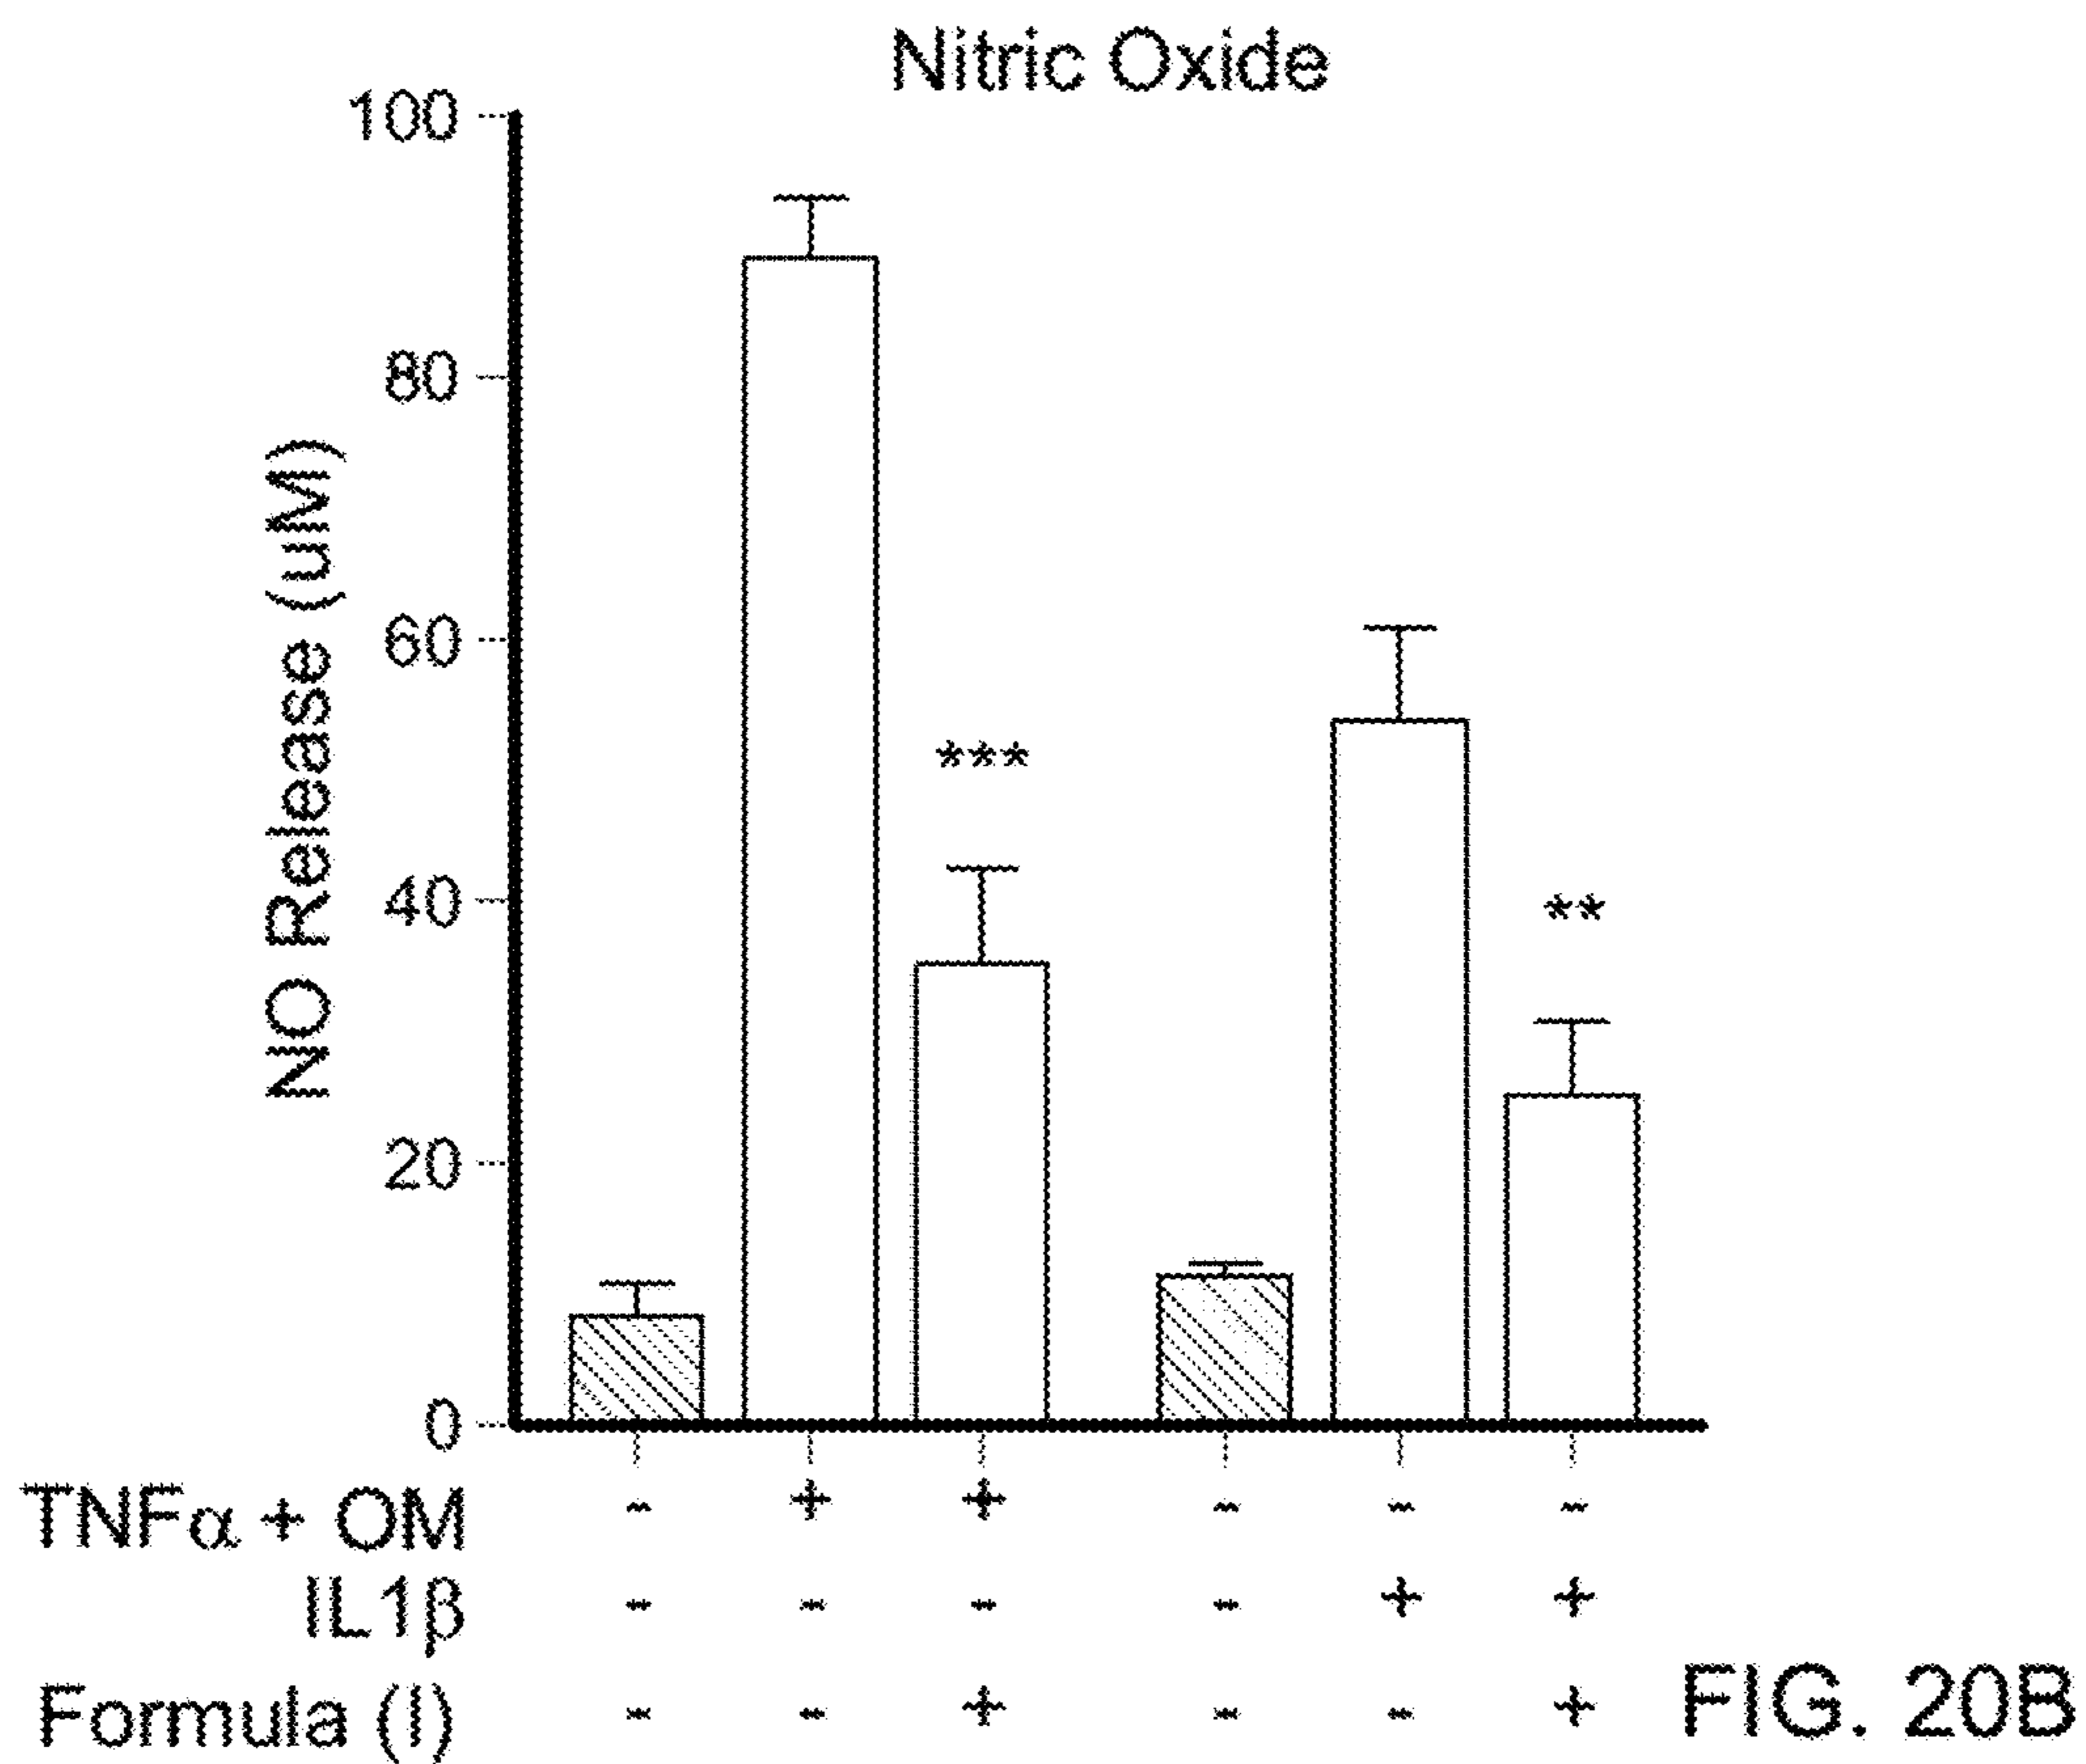 Nitric Oxide
NO Release (uM)
100
80
60
40
20
0
***
**
TNFα + OM - + + - - -
IL1β - - - - + +
Formula (I) - - + - - +
FIG. 20B